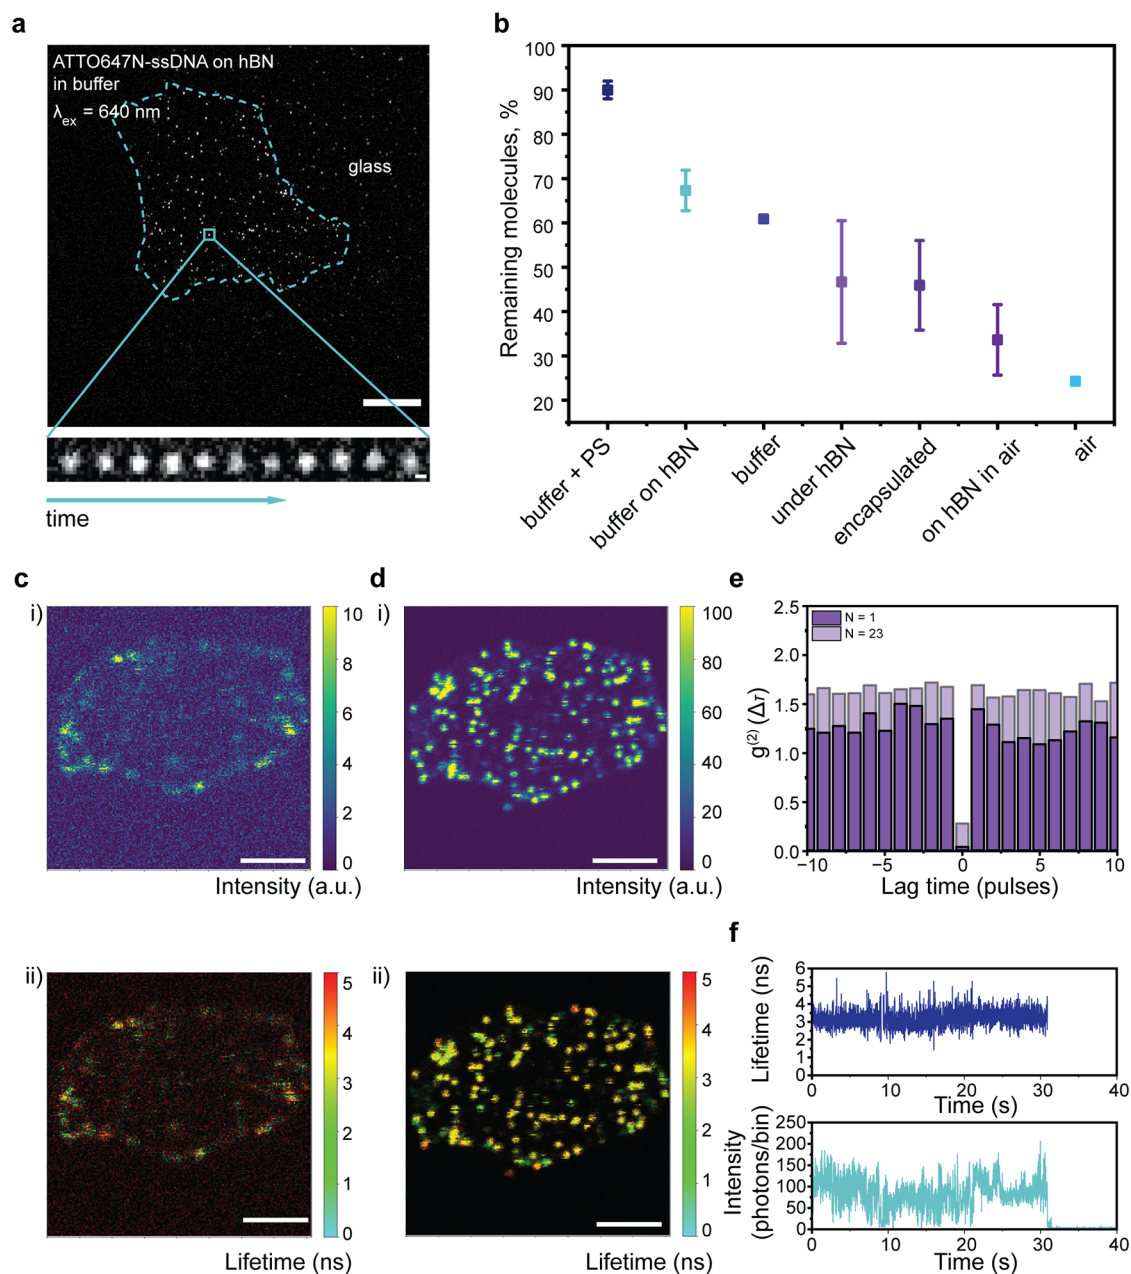 a
ATTO647N-ssDNA on hBN
in buffer
λex = 640 nm
glass
time
b
Remaining molecules, %
100
90
80
70
60
50
40
30
20
buffer + PS
buffer on hBN
buffer
under hBN
encapsulated
on hBN in air
air
c
i)
10
8
6
4
2
0
Intensity (a.u.)
ii)
5
4
3
2
1
0
Lifetime (ns)
d
i)
100
80
60
40
20
0
Intensity (a.u.)
ii)
5
4
3
2
1
0
Lifetime (ns)
e
g(2) (Δτ)
2.5
2.0
1.5
1.0
0.5
0.0
N = 1
N = 23
−10 −5 0 5 10
Lag time (pulses)
f
Lifetime (ns)
6
5
4
3
2
1
0
0 10 20 30 40
Time (s)
Intensity
(photons/bin)
250
200
150
100
50
0
0 10 20 30 40
Time (s)